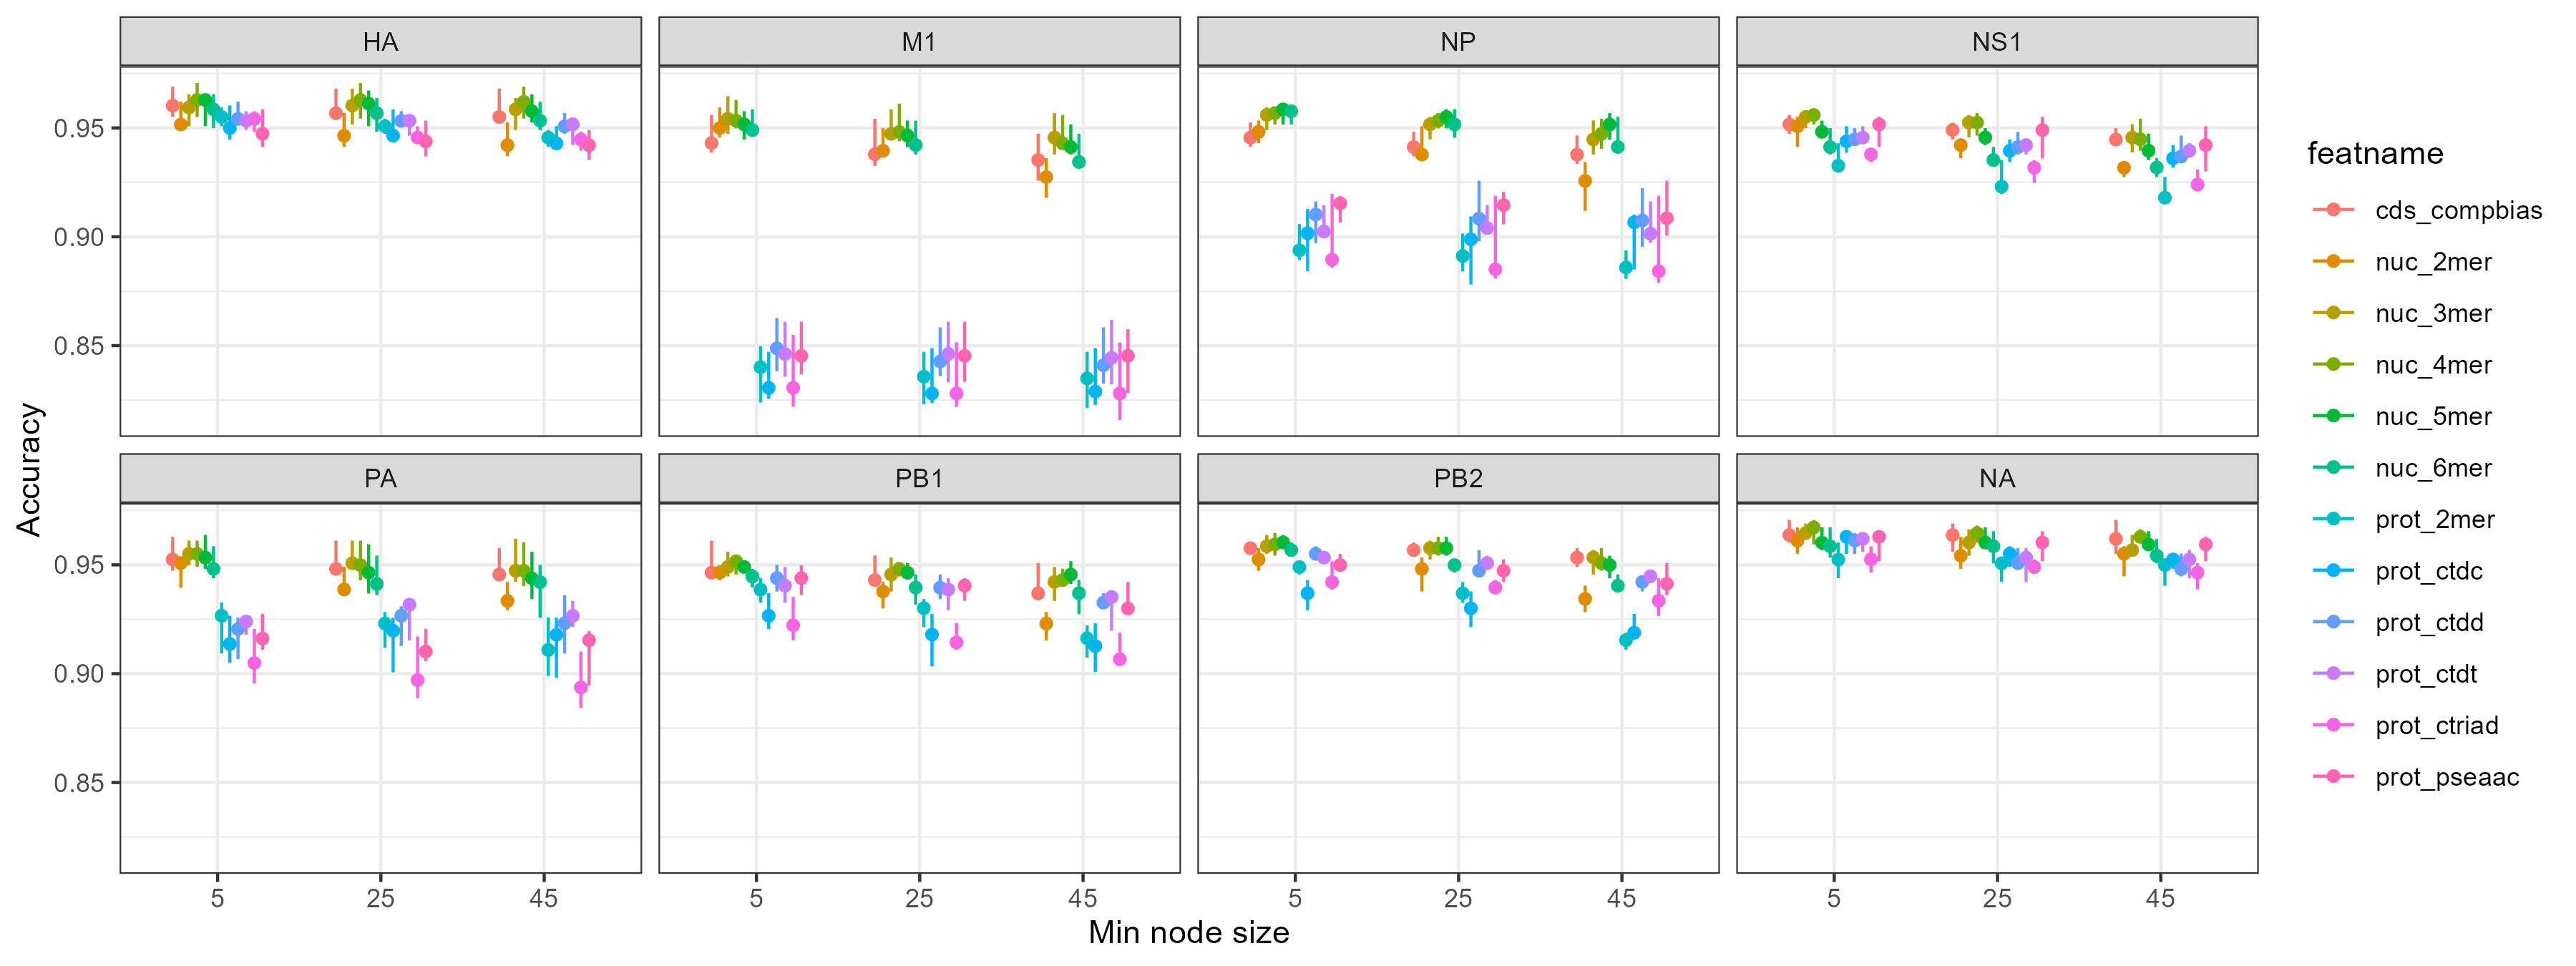 HA
M1
NP
NS1
0.95
0.90
0.85
PA
PB1
PB2
NA
0.95
0.90
0.85
5
25
45
5
25
45
5
25
45
5
25
45
Min node size
Accuracy
featname
cds_compbias
nuc_2mer
nuc_3mer
nuc_4mer
nuc_5mer
nuc_6mer
prot_2mer
prot_ctdc
prot_ctdd
prot_ctdt
prot_ctriad
prot_pseaac